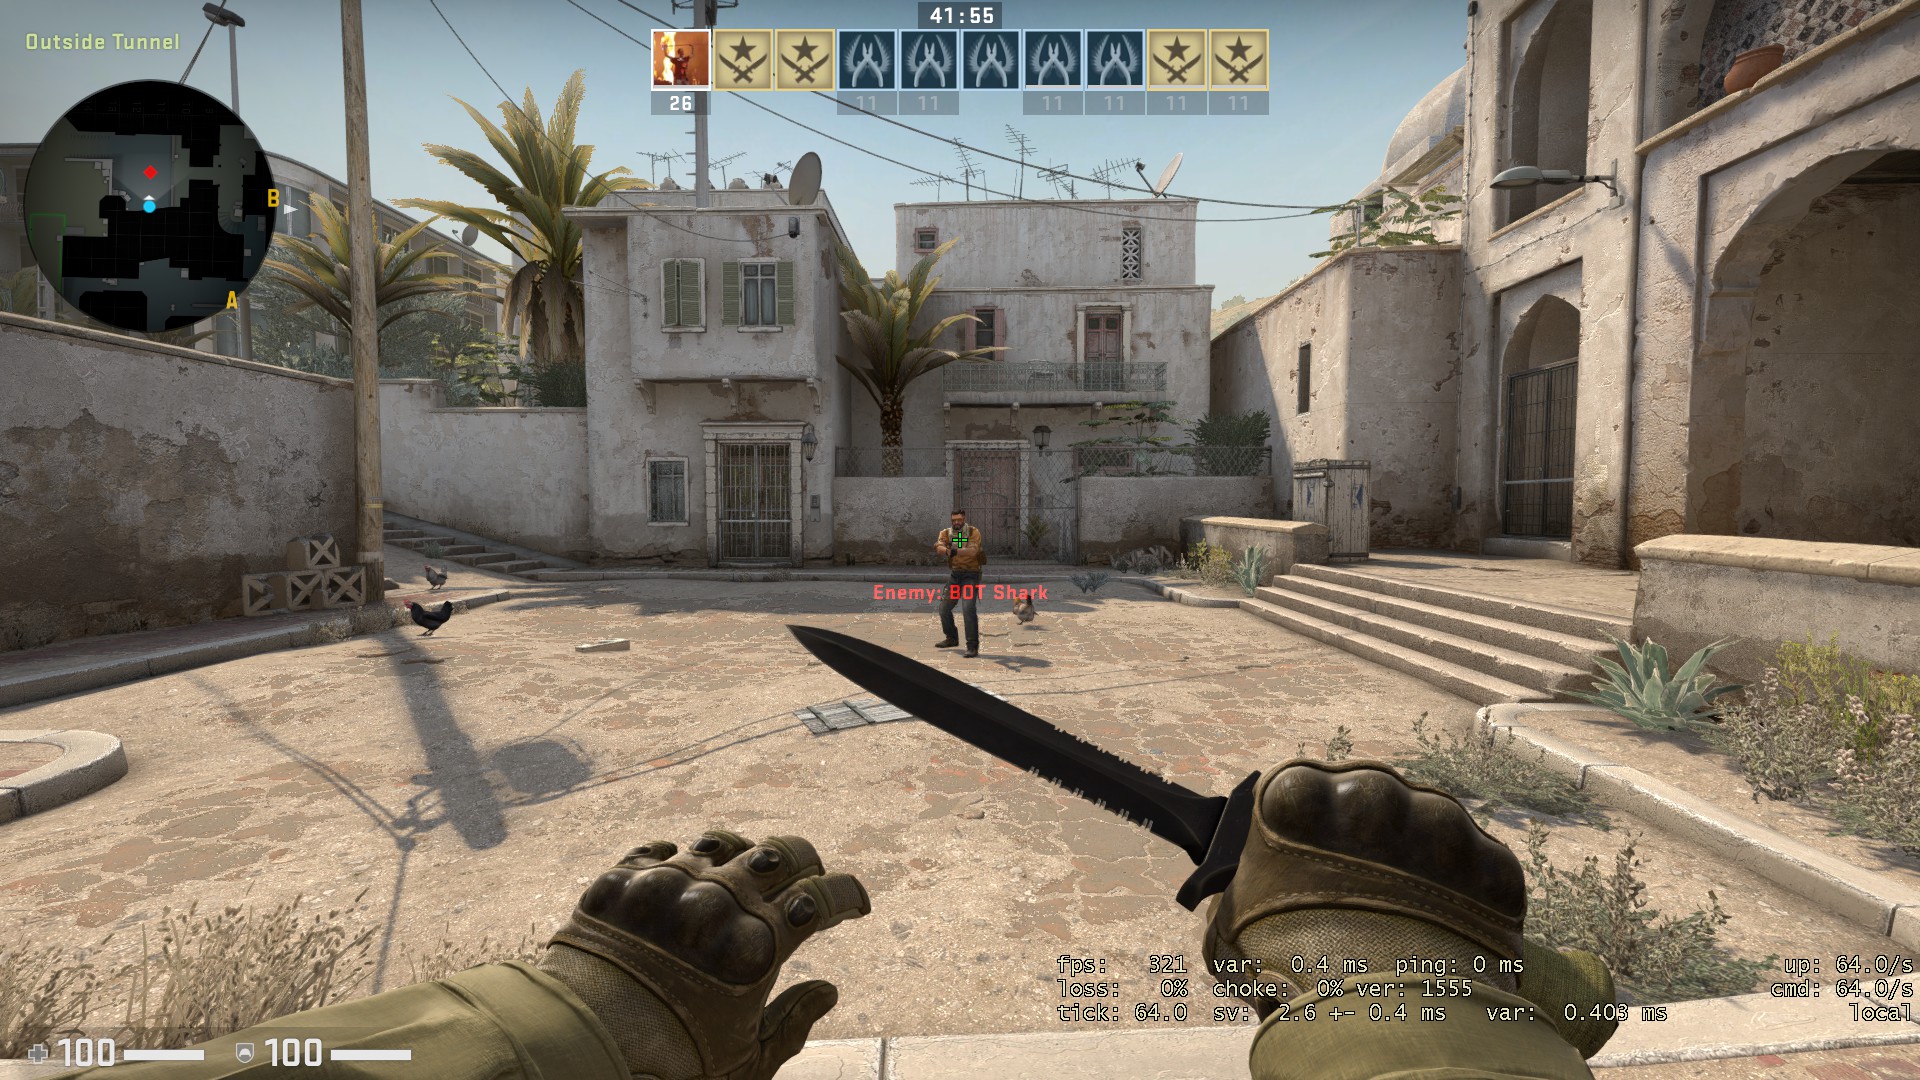 41:55
Outside Tunnel
26 11 11 11 11 11 11
B
A
Enemy: BOT Shark
fps: 321 var: 0.4 ms ping: 0 ms up: 64.0/s
loss: 0% choke: 0% ver: 1555 cmd: 64.0/s
tick: 64.0 sv: 2.6 +- 0.4 ms var: 0.403 ms local
100 100